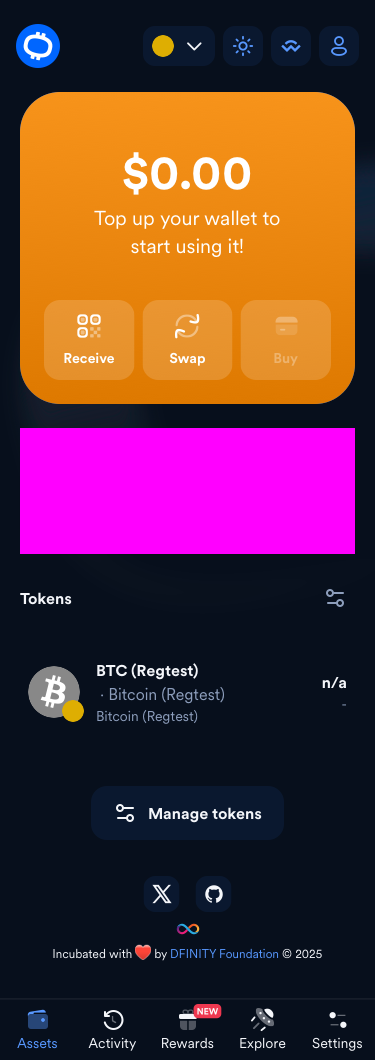 $0.00
Top up your wallet to
start using it!
Receive
Swap
Buy
Tokens
BTC (Regtest)
· Bitcoin (Regtest)
Bitcoin (Regtest)
n/a
-
Manage tokens
Incubated with ❤️ by DFINITY Foundation © 2025
NEW
Assets
Activity
Rewards
Explore
Settings